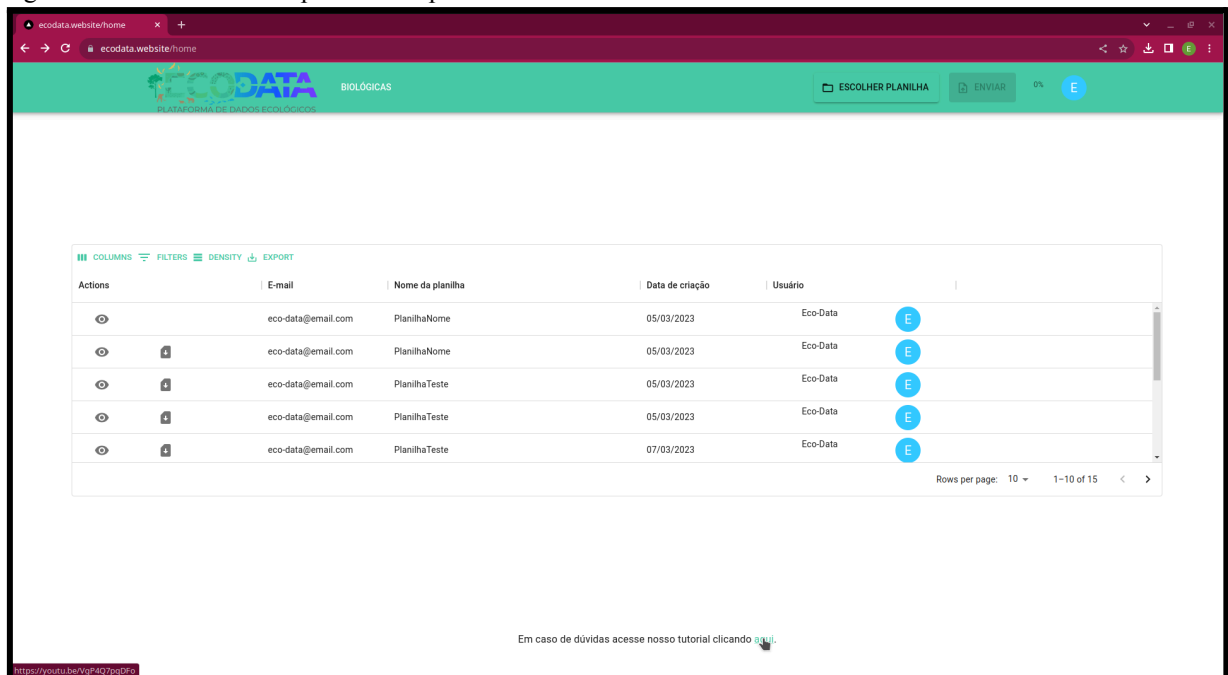 ecodata.website/home
ecodata.website/home
E
ECODATA
PLATAFORMA DE DADOS ECOLÓGICOS
BIOLÓGICAS
ESCOLHER PLANILHA
ENVIAR
0%
E
COLUMNS FILTERS DENSITY EXPORT
Actions E-mail Nome da planilha Data de criação Usuário
eco-data@email.com PlanilhaNome 05/03/2023 Eco-Data E
eco-data@email.com PlanilhaNome 05/03/2023 Eco-Data E
eco-data@email.com PlanilhaTeste 05/03/2023 Eco-Data E
eco-data@email.com PlanilhaTeste 05/03/2023 Eco-Data E
eco-data@email.com PlanilhaTeste 07/03/2023 Eco-Data E
Rows per page: 10 1–10 of 15
Em caso de dúvidas acesse nosso tutorial clicando aqui.
https://youtu.be/VgP4Q7pqDFo